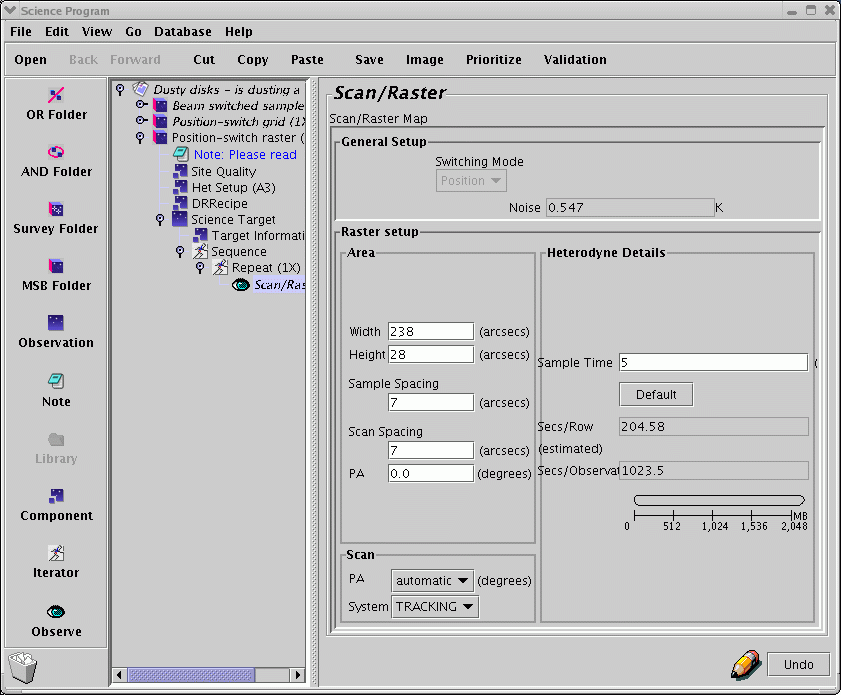 Science Program
File Edit View Go Database Help
Open Back Forward Cut Copy Paste Save Image Prioritize Validation
OR Folder
AND Folder
Survey Folder
MSB Folder
Observation
Note
Library
Component
Iterator
Observe
Dusty disks - is dusting a
Beam switched sample
Position-switch grid (1X
Position-switch raster (
Note: Please read
Site Quality
Het Setup (A3)
DRRecipe
Science Target
Target Informati
Sequence
Repeat (1X)
Scan/Ras
Scan/Raster
Scan/Raster Map
General Setup
Switching Mode
Position
Noise 0.547 K
Raster setup
Area
Width 238 (arcsecs)
Height 28 (arcsecs)
Sample Spacing
7 (arcsecs)
Scan Spacing
7 (arcsecs)
PA 0.0 (degrees)
Scan
PA automatic (degrees)
System TRACKING
Heterodyne Details
Sample Time 5 (
Default
Secs/Row 204.58
(estimated)
Secs/Observat 1023.5
MB
0 512 1,024 1,536 2,048
Undo